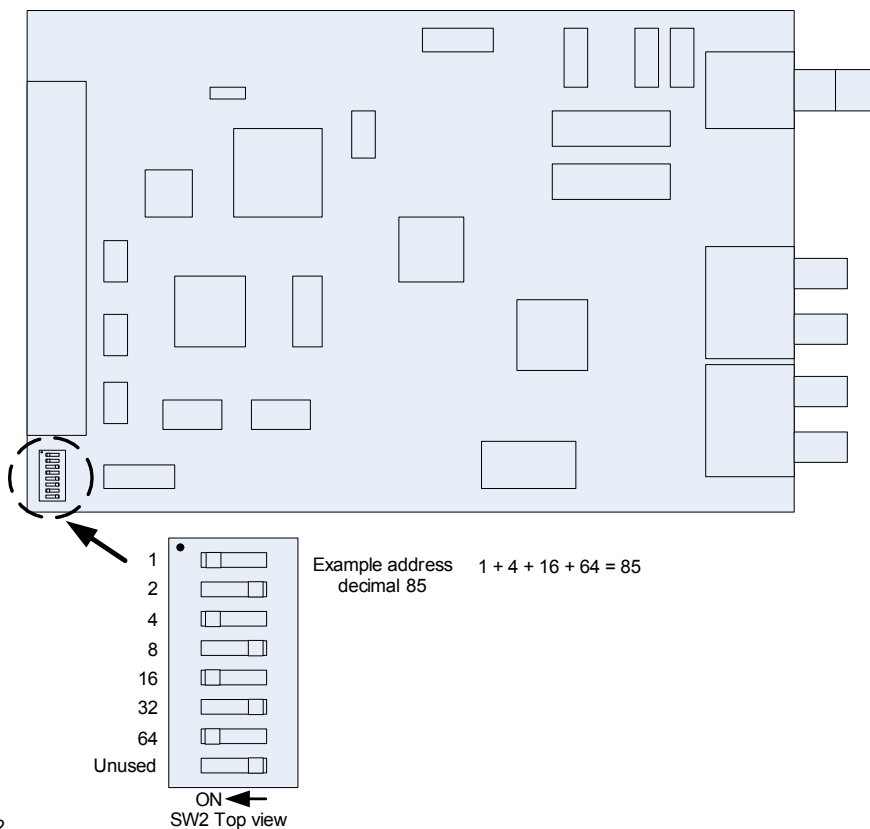 1
Example address
decimal 85
1 + 4 + 16 + 64 = 85
2
4
8
16
32
64
Unused
ON
SW2 Top view